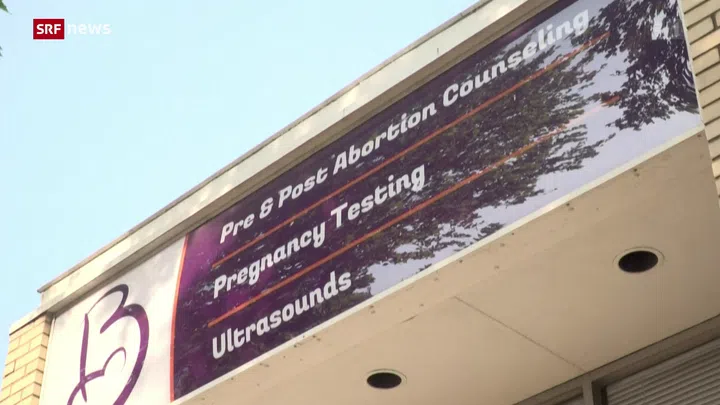 SRF news
Pre & Post Abortion Counseling
Pregnancy Testing
Ultrasounds